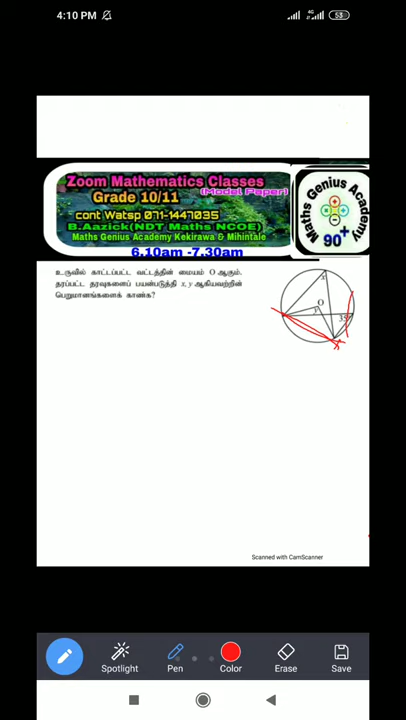 4:10 PM
4G
53
Zoom Mathematics Classes
(Model Paper)
Grade 10/11
cont Watsp 071-1447035
B.Aazick(NDT Maths NCOE)
Maths Genius Academy Kekirawa & Mihintale
6.10am -7.30am
Maths Genius Academy
90+
உருவில் காட்டப்பட்ட வட்டத்தின் மையம் O ஆகும்.
தரப்பட்ட தரவுகளைப் பயன்படுத்தி x, y ஆகியவற்றின்
பெறுமானங்களைக் காண்க?
x
O
y
35°
Scanned with CamScanner
Spotlight
Pen
Color
Erase
Save